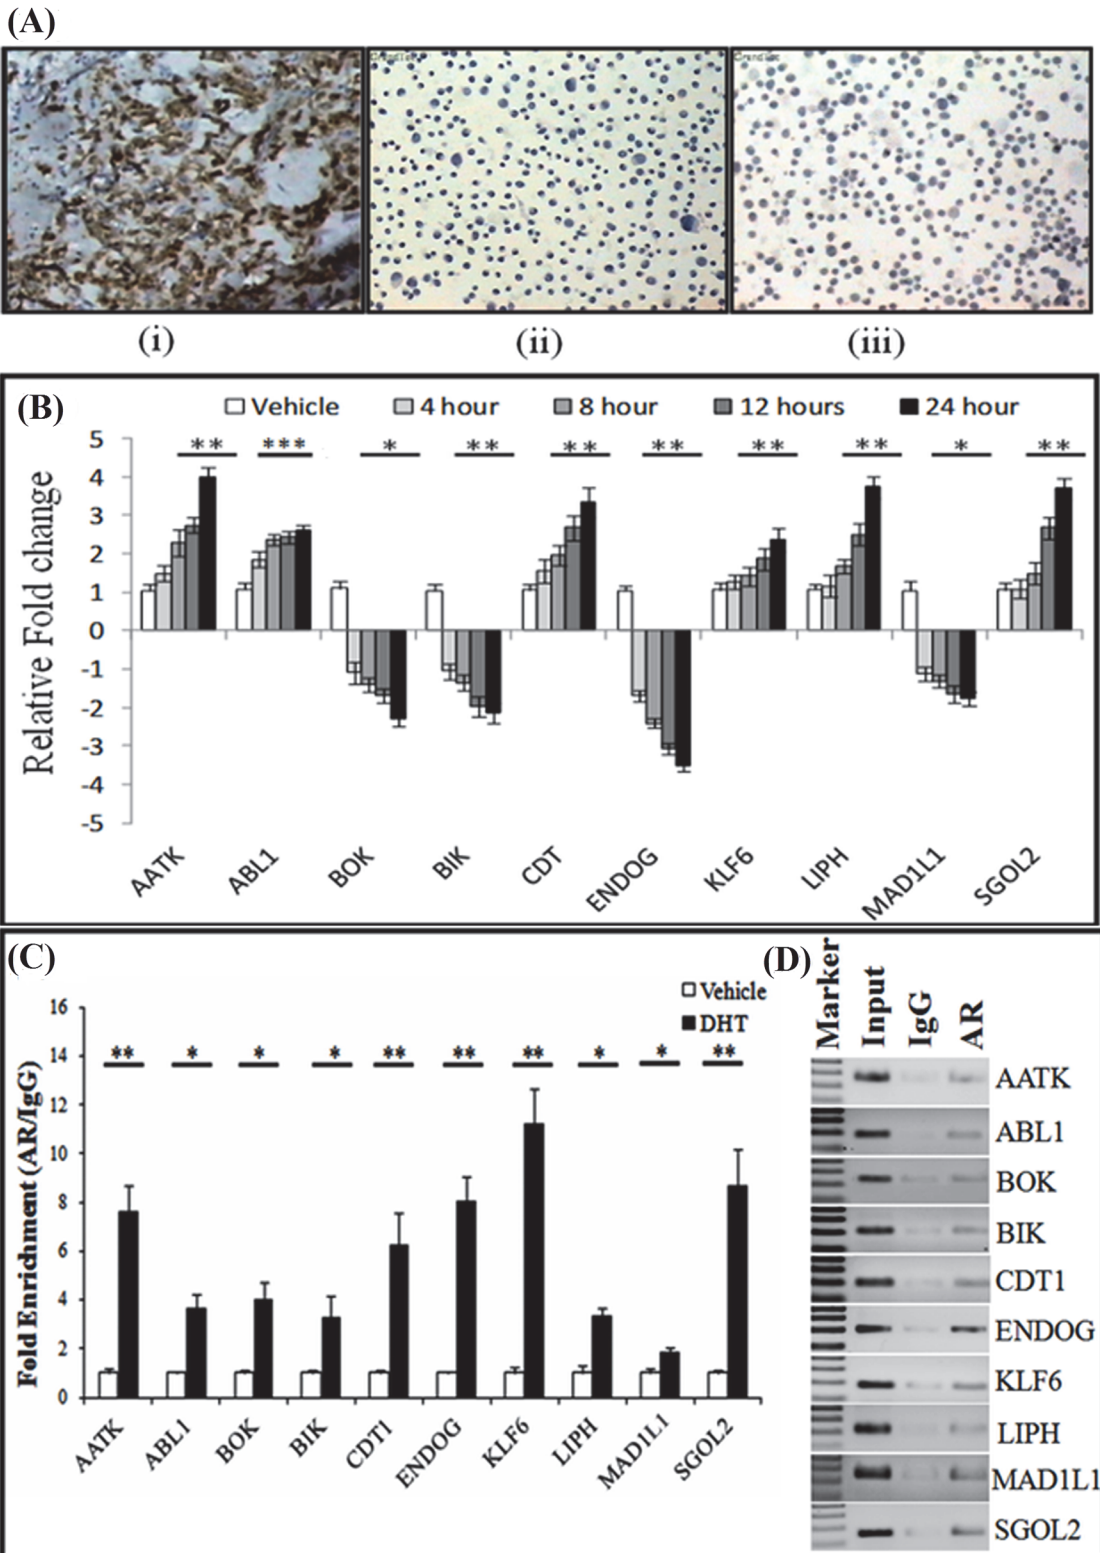 (A)
(i)
(ii)
(iii)
(B)
Vehicle 4 hour 8 hour 12 hours 24 hour
Relative Fold change
5
4
3
2
1
0
-1
-2
-3
-4
-5
** *** * ** ** ** ** ** * **
AATK ABL1 BOK BIK CDT ENDOG KLF6 LIPH MAD1L1 SGOL2
(C)
Vehicle
DHT
Fold Enrichment (AR/IgG)
16
14
12
10
8
6
4
2
0
** * * * ** ** ** * * **
AATK ABL1 BOK BIK CDT1 ENDOG KLF6 LIPH MAD1L1 SGOL2
(D)
Marker Input IgG AR
AATK
ABL1
BOK
BIK
CDT1
ENDOG
KLF6
LIPH
MAD1L1
SGOL2